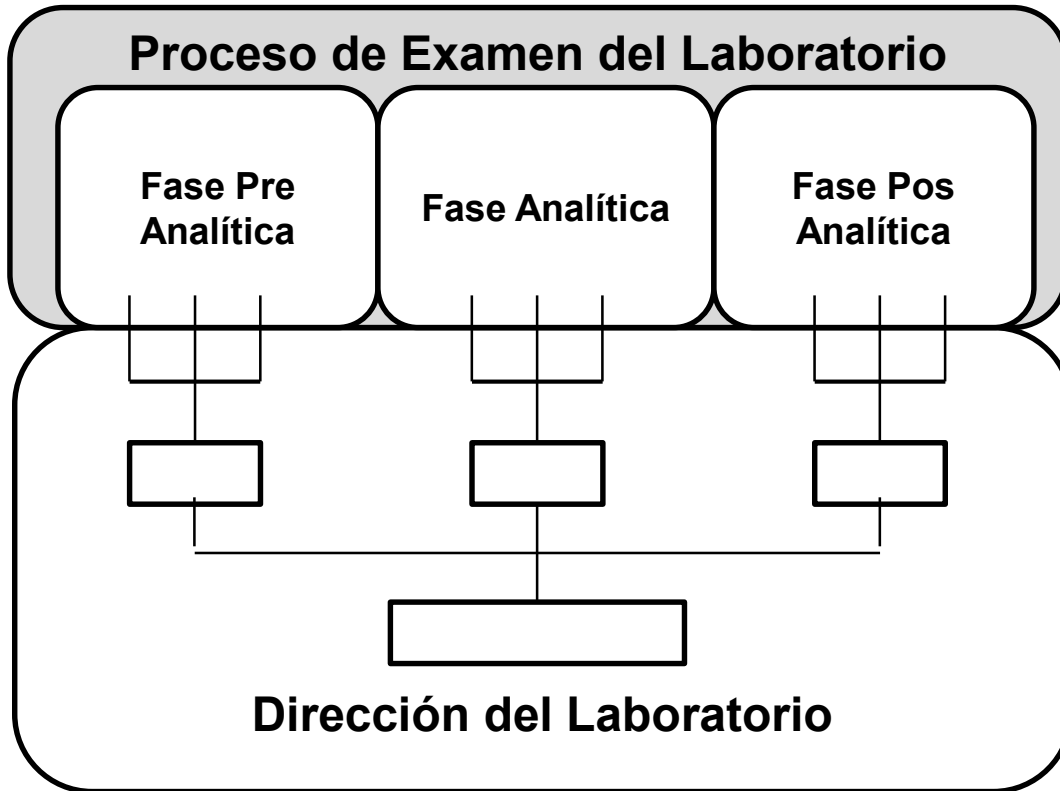 Proceso de Examen del Laboratorio
Fase Pre
Analítica
Fase Analítica
Fase Pos
Analítica
Dirección del Laboratorio